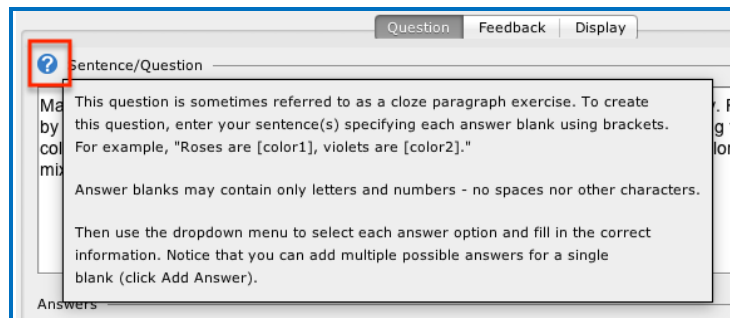 Question Feedback Display
? Sentence/Question
Ma
by
col
mix
This question is sometimes referred to as a cloze paragraph exercise. To create
this question, enter your sentence(s) specifying each answer blank using brackets.
For example, "Roses are [color1], violets are [color2]."
Answer blanks may contain only letters and numbers - no spaces nor other characters.
Then use the dropdown menu to select each answer option and fill in the correct
information. Notice that you can add multiple possible answers for a single
blank (click Add Answer).
Answers